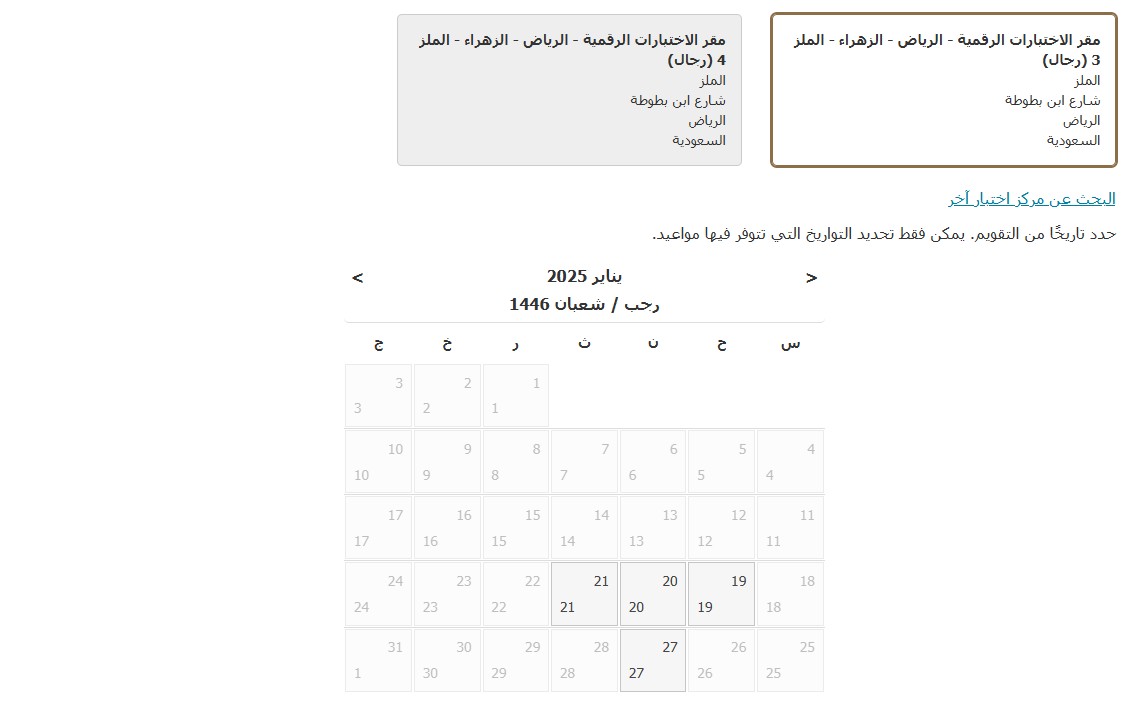 مقر الاختبارات الرقمية - الرياض - الزهراء - الملز
3 (رجال)
الملز
شارع ابن بطوطة
الرياض
السعودية
مقر الاختبارات الرقمية - الرياض - الزهراء - الملز
4 (رجال)
الملز
شارع ابن بطوطة
الرياض
السعودية
البحث عن مركز اختبار آخر
حدد تاريخًا من التقويم. يمكن فقط تحديد التواريخ التي تتوفر فيها مواعيد.
< يناير 2025 >
رجب / شعبان 1446
س ح ن ث ر خ ج
1 2 3
1 2 3
4 5 6 7 8 9 10
4 5 6 7 8 9 10
11 12 13 14 15 16 17
11 12 13 14 15 16 17
18 19 20 21 22 23 24
18 19 20 21 22 23 24
25 26 27 28 29 30 31
25 26 27 28 29 30 1